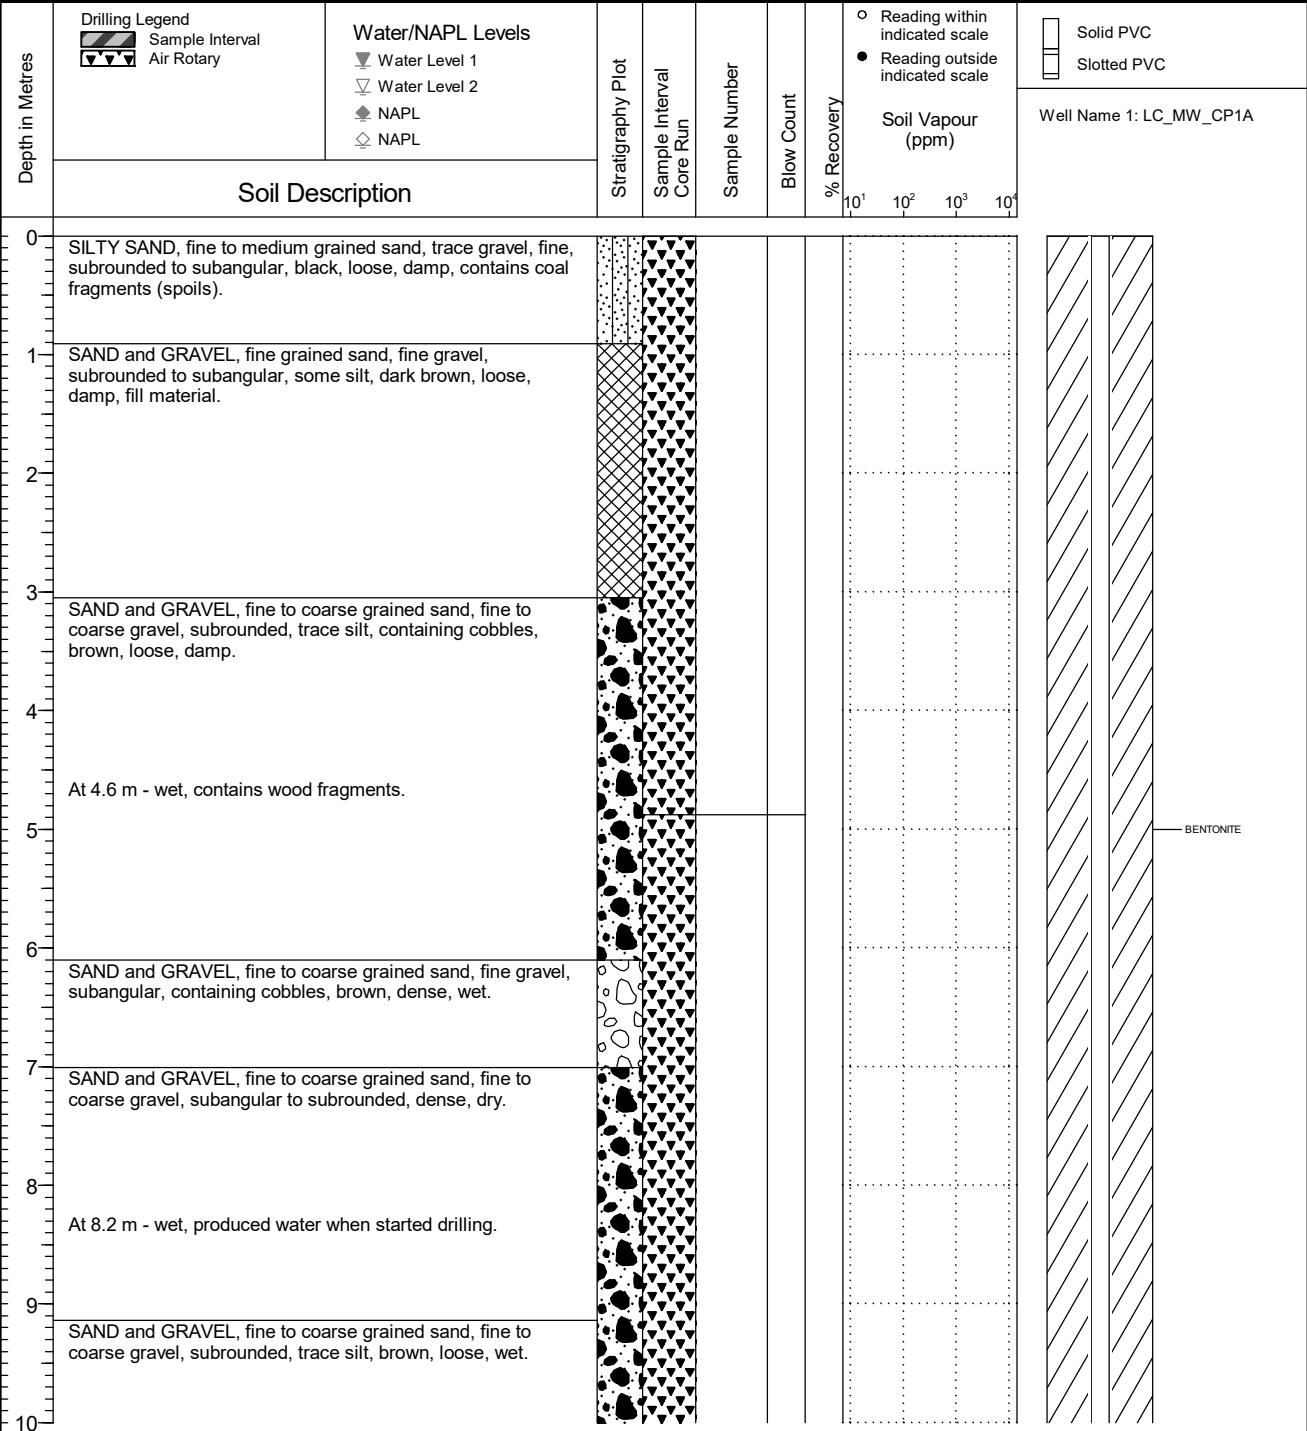 Depth in Metres
Drilling Legend
Sample Interval
Air Rotary
Water/NAPL Levels
Water Level 1
Water Level 2
NAPL
NAPL
Soil Description
Stratigraphy Plot
Sample Interval
Core Run
Sample Number
Blow Count
% Recovery
Reading within
indicated scale
Reading outside
indicated scale
Soil Vapour
(ppm)
10¹ 10² 10³ 10⁴
Solid PVC
Slotted PVC
Well Name 1: LC_MW_CP1A
0
SILTY SAND, fine to medium grained sand, trace gravel, fine,
subrounded to subangular, black, loose, damp, contains coal
fragments (spoils).
1
SAND and GRAVEL, fine grained sand, fine gravel,
subrounded to subangular, some silt, dark brown, loose,
damp, fill material.
2
3
SAND and GRAVEL, fine to coarse grained sand, fine to
coarse gravel, subrounded, trace silt, containing cobbles,
brown, loose, damp.
4
At 4.6 m - wet, contains wood fragments.
5
BENTONITE
6
SAND and GRAVEL, fine to coarse grained sand, fine gravel,
subangular, containing cobbles, brown, dense, wet.
7
SAND and GRAVEL, fine to coarse grained sand, fine to
coarse gravel, subangular to subrounded, dense, dry.
8
At 8.2 m - wet, produced water when started drilling.
9
SAND and GRAVEL, fine to coarse grained sand, fine to
coarse gravel, subrounded, trace silt, brown, loose, wet.
10